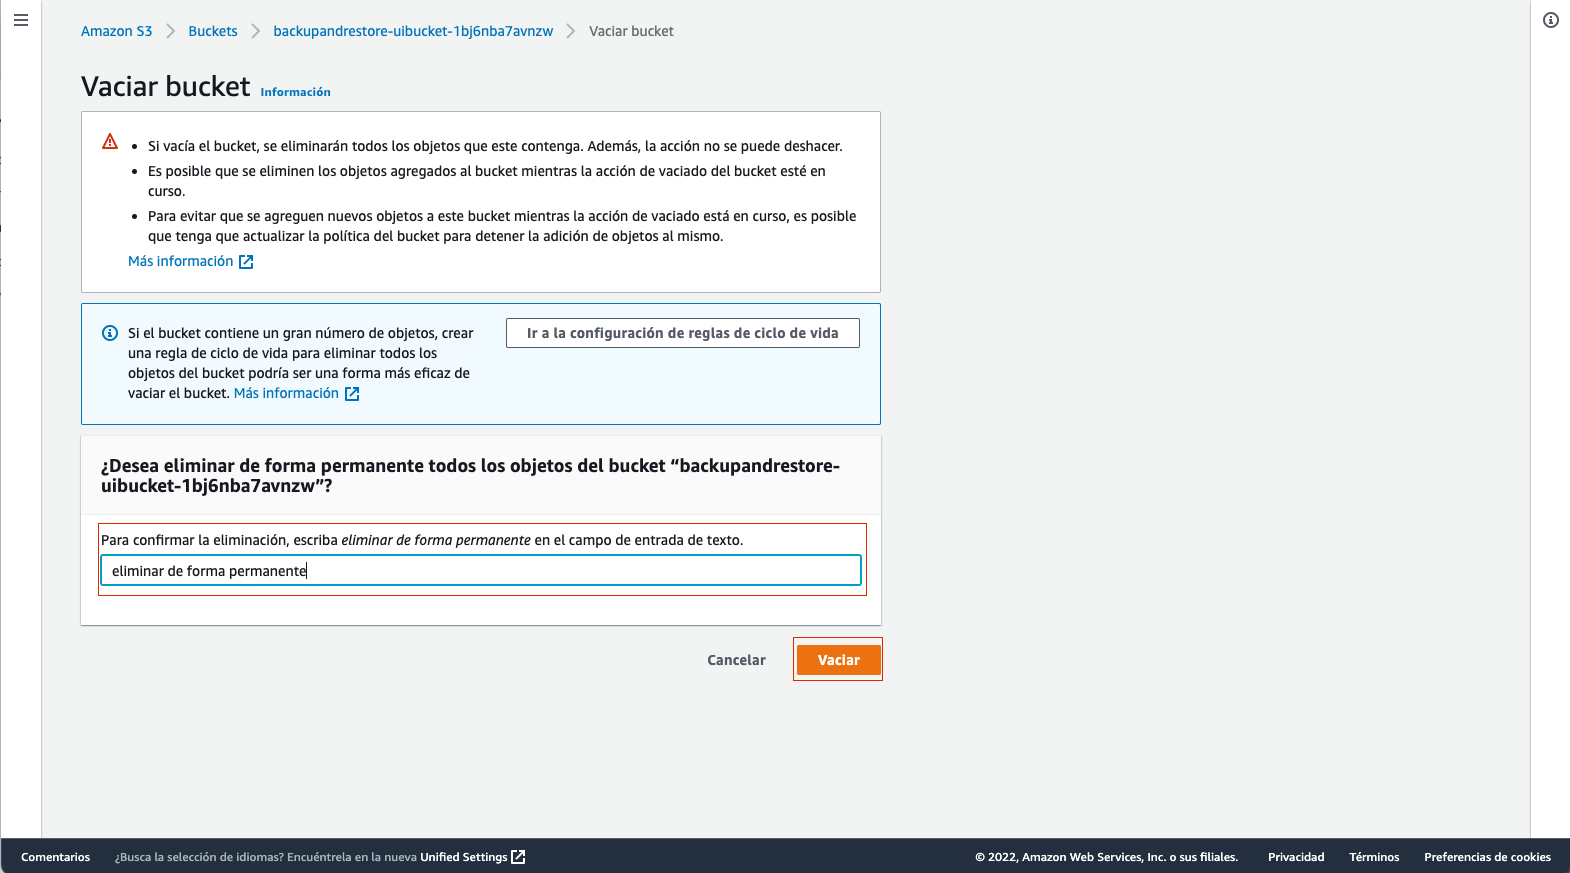 Amazon S3 > Buckets > backupandrestore-uibucket-1bj6nba7avnzw > Vaciar bucket
Vaciar bucket Información
• Si vacía el bucket, se eliminarán todos los objetos que este contenga. Además, la acción no se puede deshacer.
• Es posible que se eliminen los objetos agregados al bucket mientras la acción de vaciado del bucket esté en
curso.
• Para evitar que se agreguen nuevos objetos a este bucket mientras la acción de vaciado está en curso, es posible
que tenga que actualizar la política del bucket para detener la adición de objetos al mismo.
Más información
Si el bucket contiene un gran número de objetos, crear
una regla de ciclo de vida para eliminar todos los
objetos del bucket podría ser una forma más eficaz de
vaciar el bucket. Más información
Ir a la configuración de reglas de ciclo de vida
¿Desea eliminar de forma permanente todos los objetos del bucket “backupandrestore-
uibucket-1bj6nba7avnzw”?
Para confirmar la eliminación, escriba eliminar de forma permanente en el campo de entrada de texto.
eliminar de forma permanente
Cancelar Vaciar
Comentarios ¿Busca la selección de idiomas? Encuéntrela en la nueva Unified Settings © 2022, Amazon Web Services, Inc. o sus filiales. Privacidad Términos Preferencias de cookies